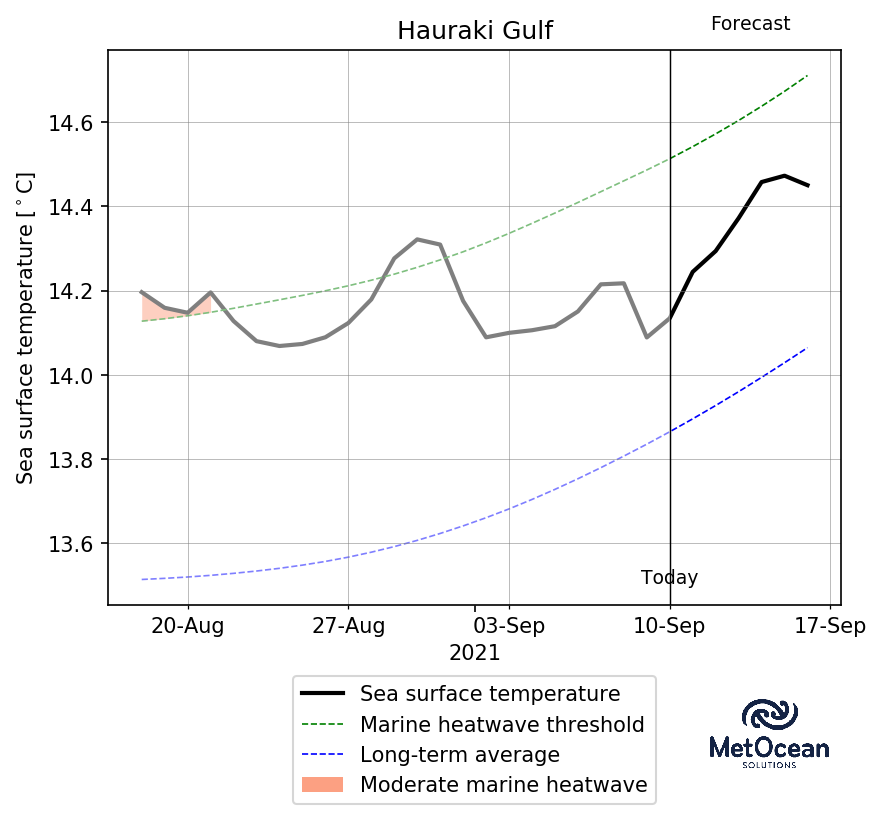 Hauraki Gulf
Forecast
Sea surface temperature [°C]
14.6
14.4
14.2
14.0
13.8
13.6
Today
20-Aug 27-Aug 03-Sep 10-Sep 17-Sep
2021
Sea surface temperature
Marine heatwave threshold
Long-term average
Moderate marine heatwave
MetOcean
SOLUTIONS